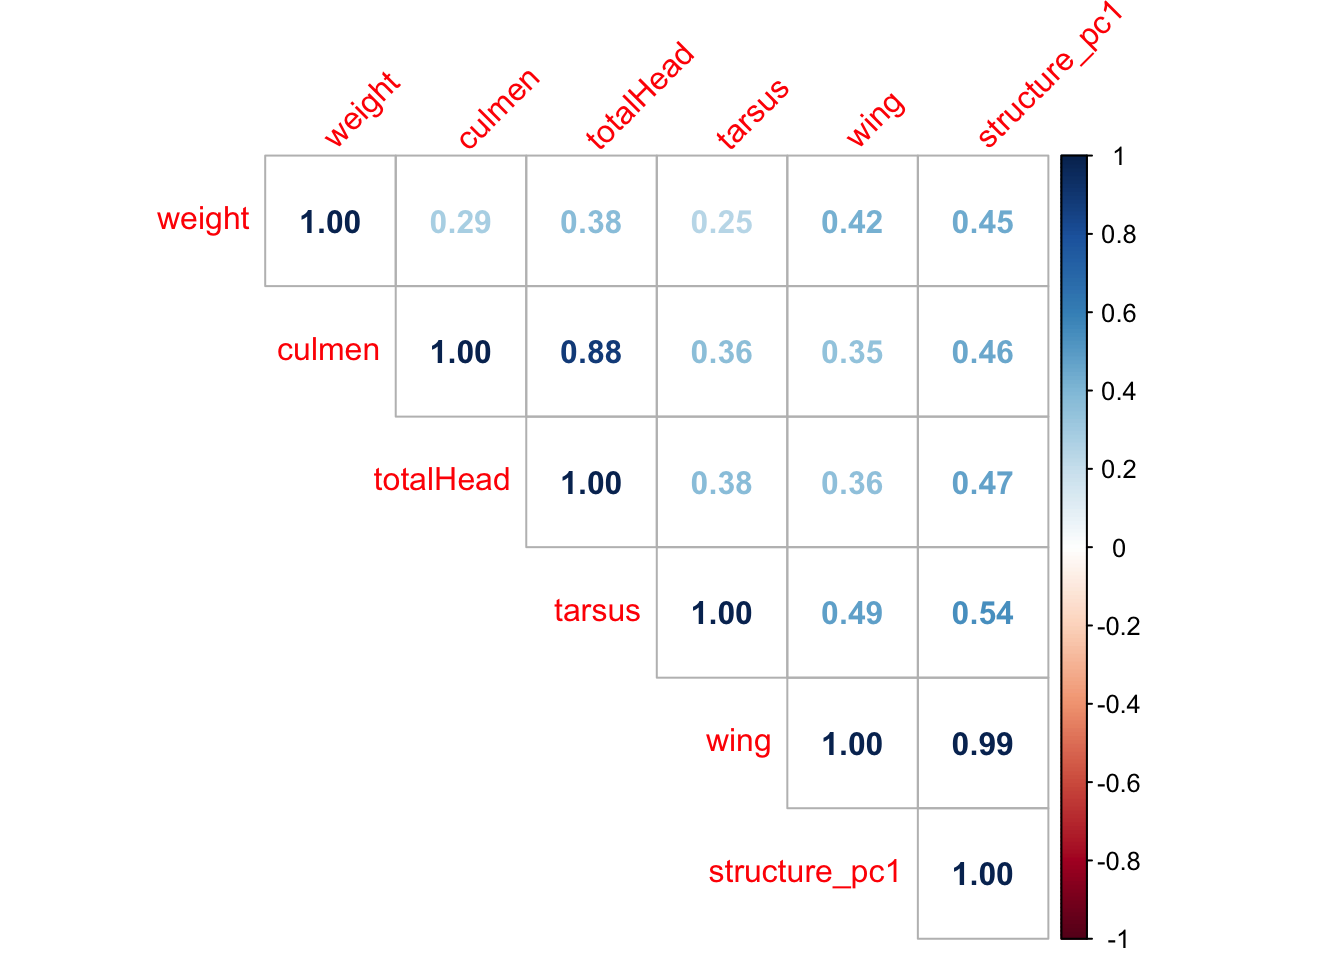 weight culmen totalHead tarsus wing structure_pc1
weight 1.00 0.29 0.38 0.25 0.42 0.45
culmen 1.00 0.88 0.36 0.35 0.46
totalHead 1.00 0.38 0.36 0.47
tarsus 1.00 0.49 0.54
wing 1.00 0.99
structure_pc1 1.00
1
0.8
0.6
0.4
0.2
0
-0.2
-0.4
-0.6
-0.8
-1